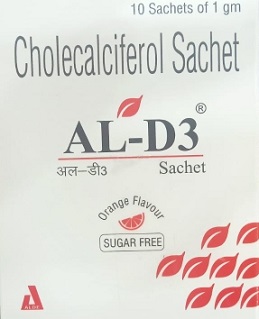 10 Sachets of 1 gm
Cholecalciferol Sachet
AL-D3®
अल-डी3 Sachet
Orange Flavour
SUGAR FREE